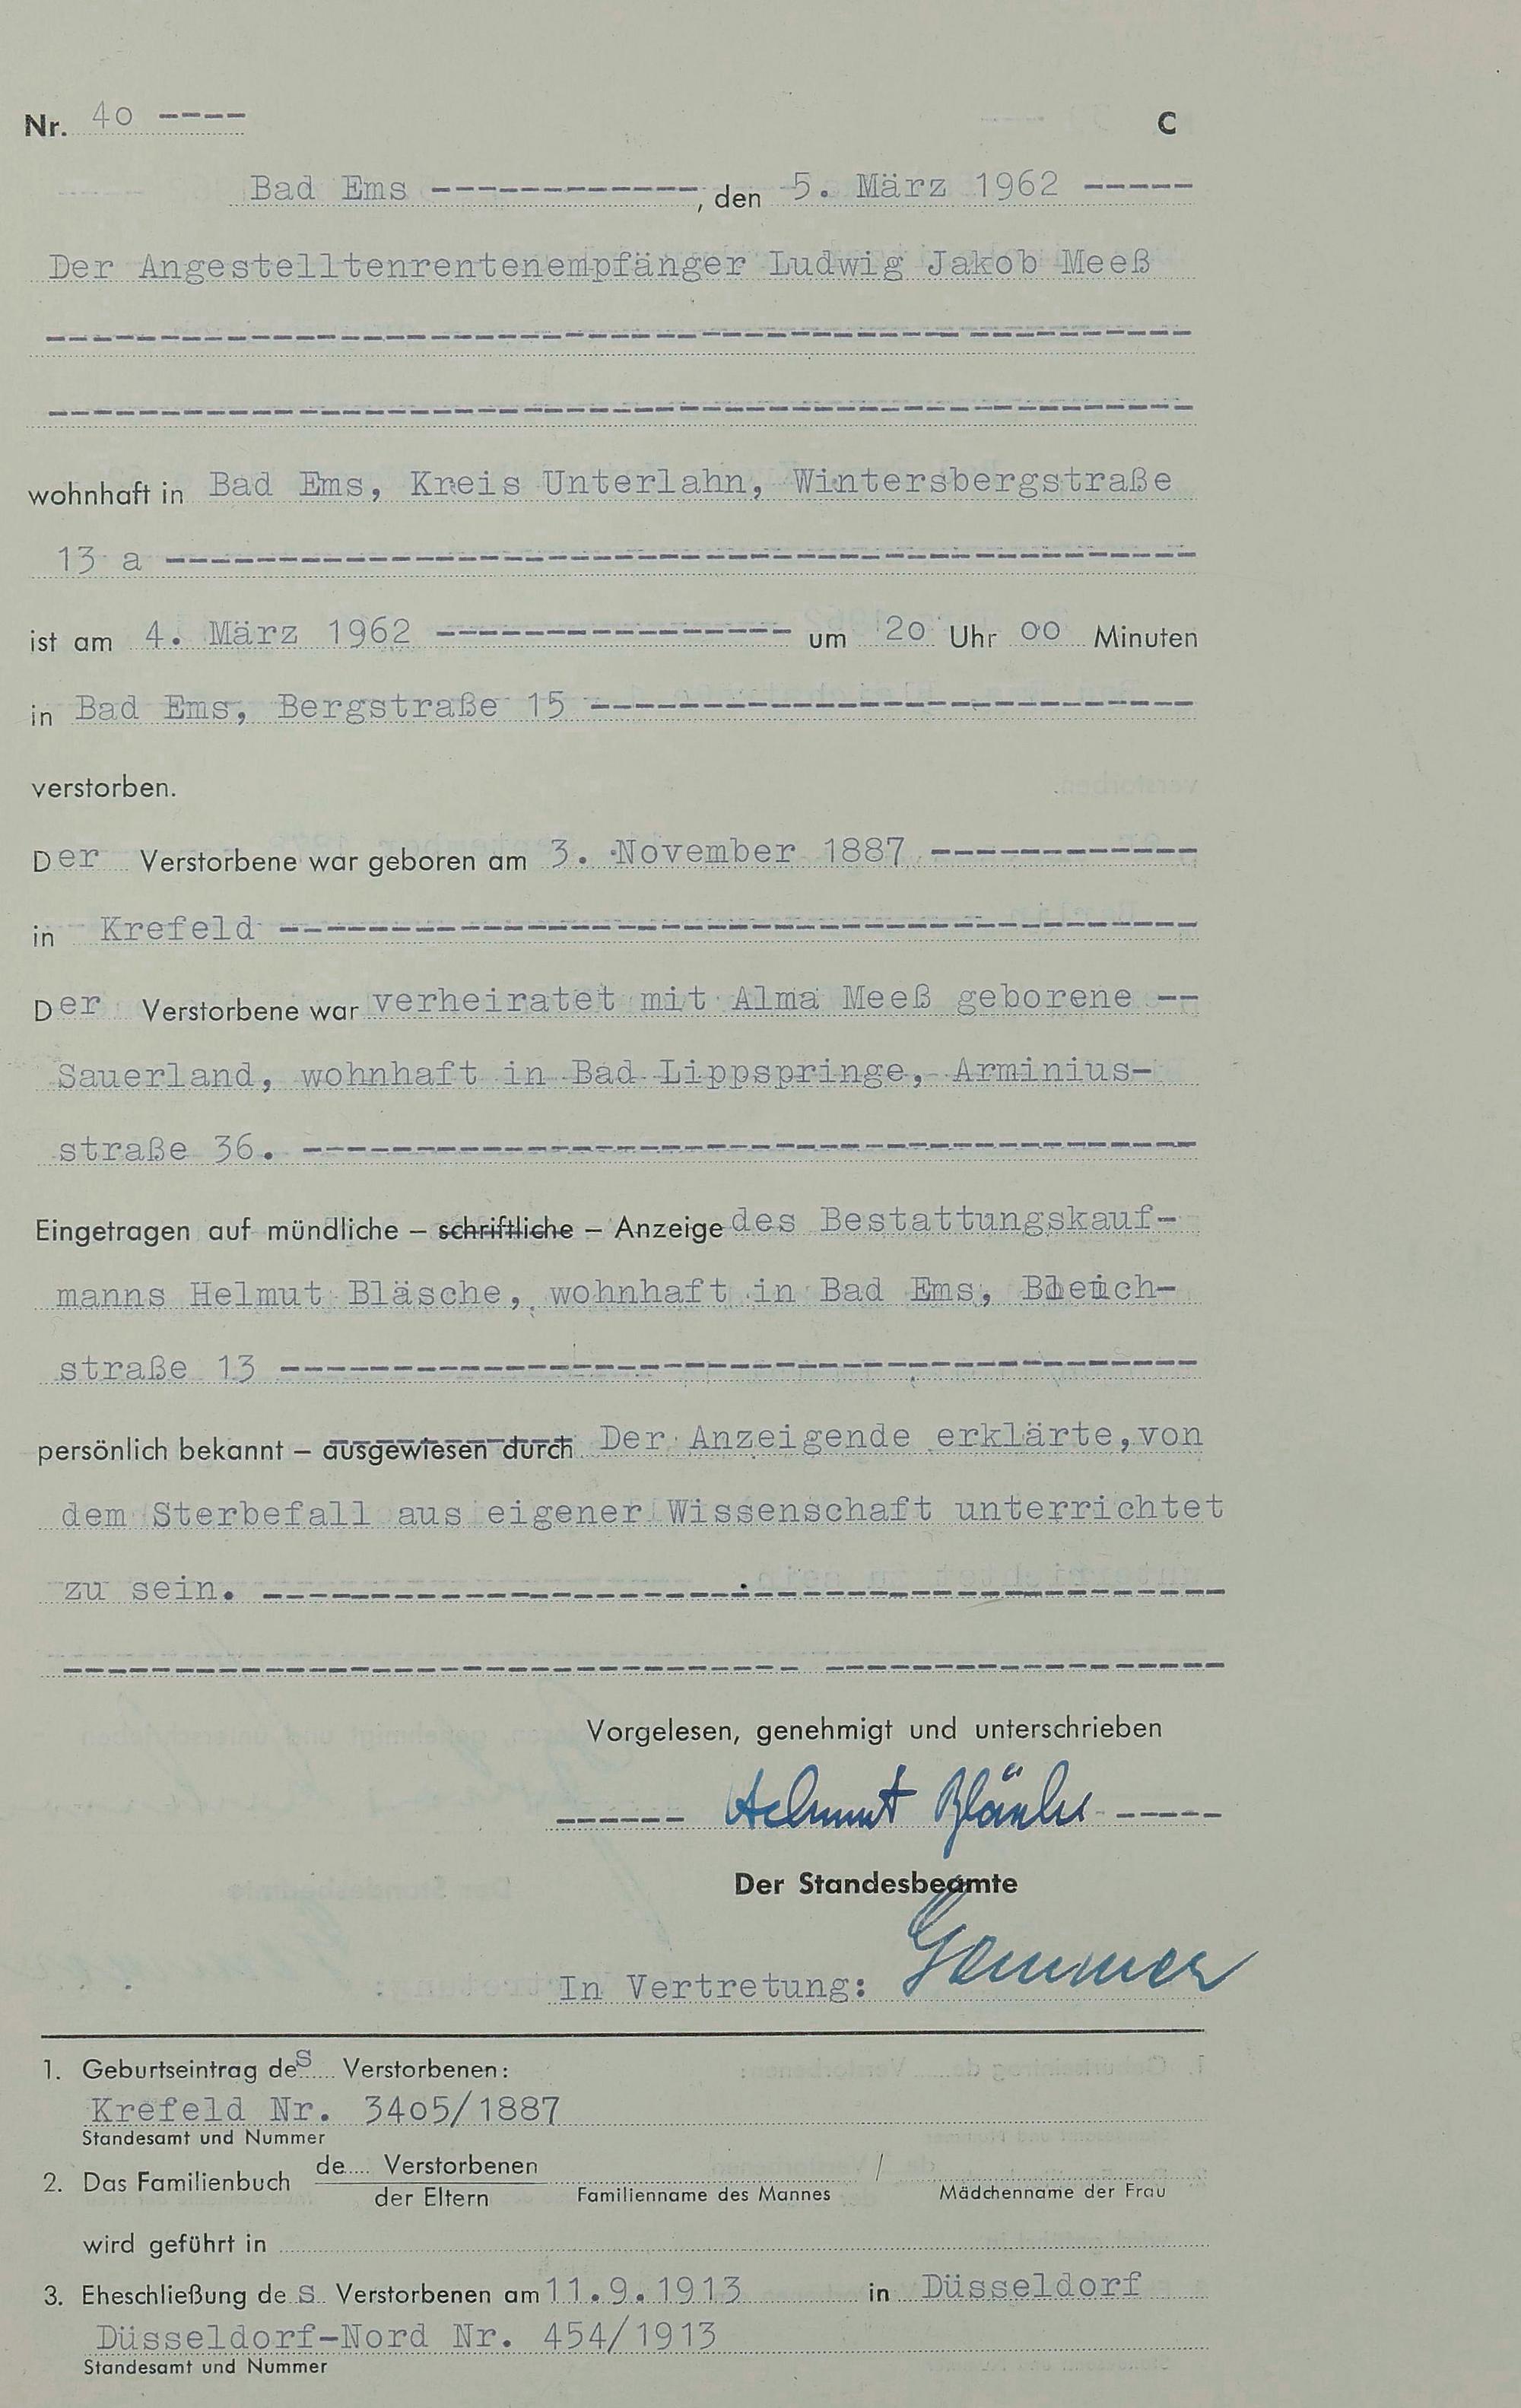 Nr. 40 ---- C
Bad Ems ------------, den 5. März 1962 -----
Der Angestelltenrentenempfänger Ludwig Jakob Meeß
wohnhaft in Bad Ems, Kreis Unterlahn, Wintersbergstraße
13 a
ist am 4. März 1962 ---------------- um 20 Uhr 00 Minuten
in Bad Ems, Bergstraße 15
verstorben.
Der Verstorbene war geboren am 3. November 1887
in Krefeld
Der Verstorbene war verheiratet mit Alma Meeß geborene --
Sauerland, wohnhaft in Bad Lippspringe, Arminius-
straße 36.
Eingetragen auf mündliche – schriftliche – Anzeige des Bestattungskauf-
manns Helmut Bläsche, wohnhaft in Bad Ems, Bleich-
straße 13
persönlich bekannt – ausgewiesen durch Der Anzeigende erklärte, von
dem Sterbefall aus eigener Wissenschaft unterrichtet
zu sein.
Vorgelesen, genehmigt und unterschrieben
------ Helmut Bläsche -----
Der Standesbeamte
In Vertretung: Gemmer
1. Geburtseintrag des Verstorbenen:
Krefeld Nr. 3405/1887
Standesamt und Nummer
2. Das Familienbuch de Verstorbenen /
der Eltern Familienname des Mannes Mädchenname der Frau
wird geführt in
3. Eheschließung des Verstorbenen am 11.9.1913 in Düsseldorf
Düsseldorf-Nord Nr. 454/1913
Standesamt und Nummer